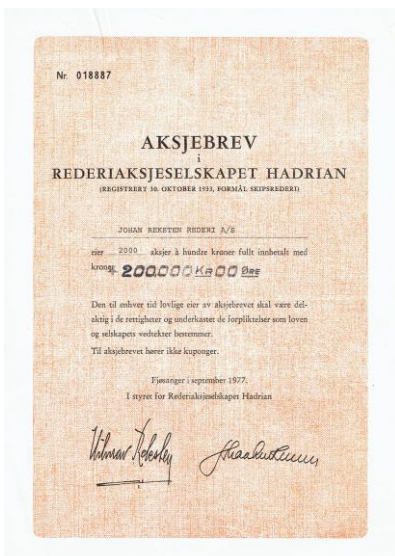 Nr. 018887
AKSJEBREV
i
REDERIAKSJESELSKAPET HADRIAN
(REGISTRERT 30. OKTOBER 1933, FORMÅL SKIPSREDERI)
JOHAN REKSTEN REDERI A/S
eier 2000 aksjer à hundre kroner fullt innbetalt med
kroner * 200.000 KR 00 ØRE
Den til enhver tid lovlige eier av aksjebrevet skal være del-
aktig i de rettigheter og underkastet de forpliktelser som loven
og selskapets vedtekter bestemmer.
Til aksjebrevet hører ikke kuponger.
Fjøsanger i september 1977.
I styret for Rederiaksjeselskapet Hadrian
Hilmar Reksten